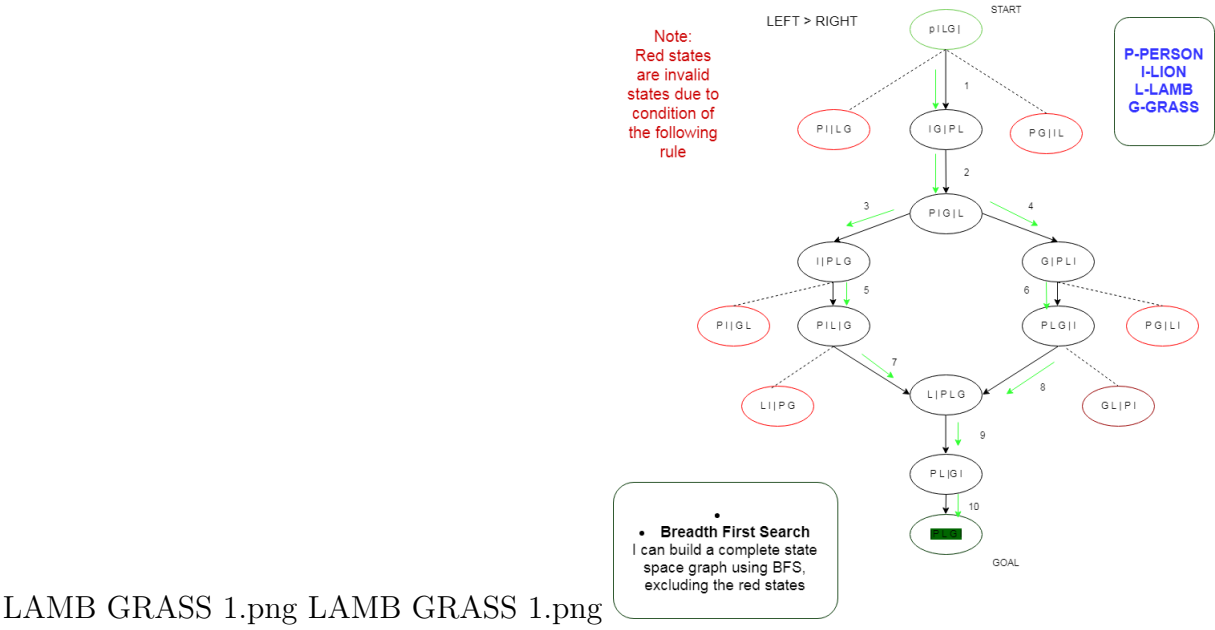 START
LEFT > RIGHT
p I L G |
Note:
Red states
are invalid
states due to
condition of
the following
rule
P-PERSON
I-LION
L-LAMB
G-GRASS
1
P I | L G
I G | P L
P G | I L
2
P I G | L
3
4
I | P L G
G | P L I
5
6
P I | G L
P I L | G
P L G | I
P G | L I
7
8
L | P L G
L I | P G
G L | P I
9
P L |G I
10
P L G I
GOAL
• 
• Breadth First Search
I can build a complete state
space graph using BFS,
excluding the red states
LAMB GRASS 1.png LAMB GRASS 1.png